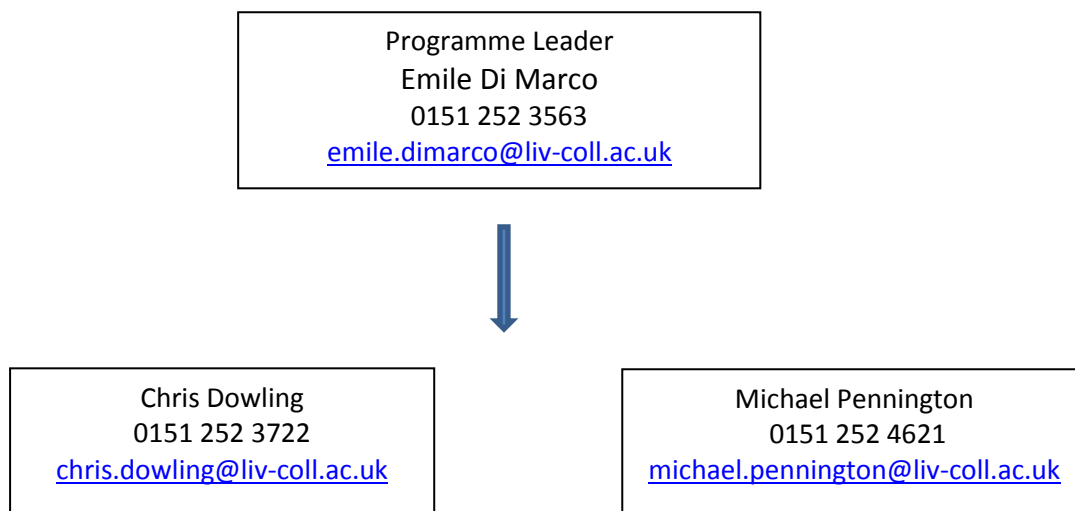 Programme Leader
Emile Di Marco
0151 252 3563
emile.dimarco@liv-coll.ac.uk
Chris Dowling
0151 252 3722
chris.dowling@liv-coll.ac.uk
Michael Pennington
0151 252 4621
michael.pennington@liv-coll.ac.uk